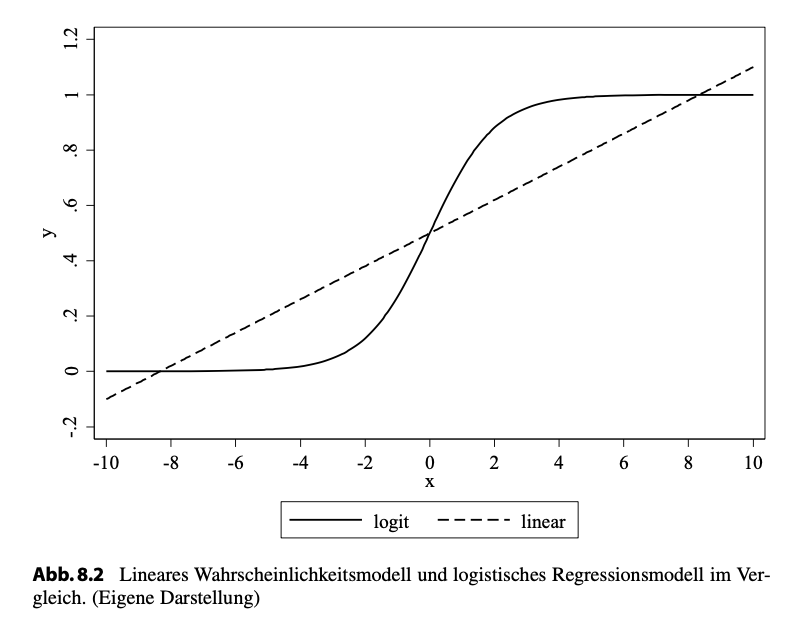 1.2
1
.8
.6
.4
.2
0
-.2
y
-10 -8 -6 -4 -2 0 2 4 6 8 10
x
logit linear
Abb. 8.2 Lineares Wahrscheinlichkeitsmodell und logistisches Regressionsmodell im Ver-
gleich. (Eigene Darstellung)